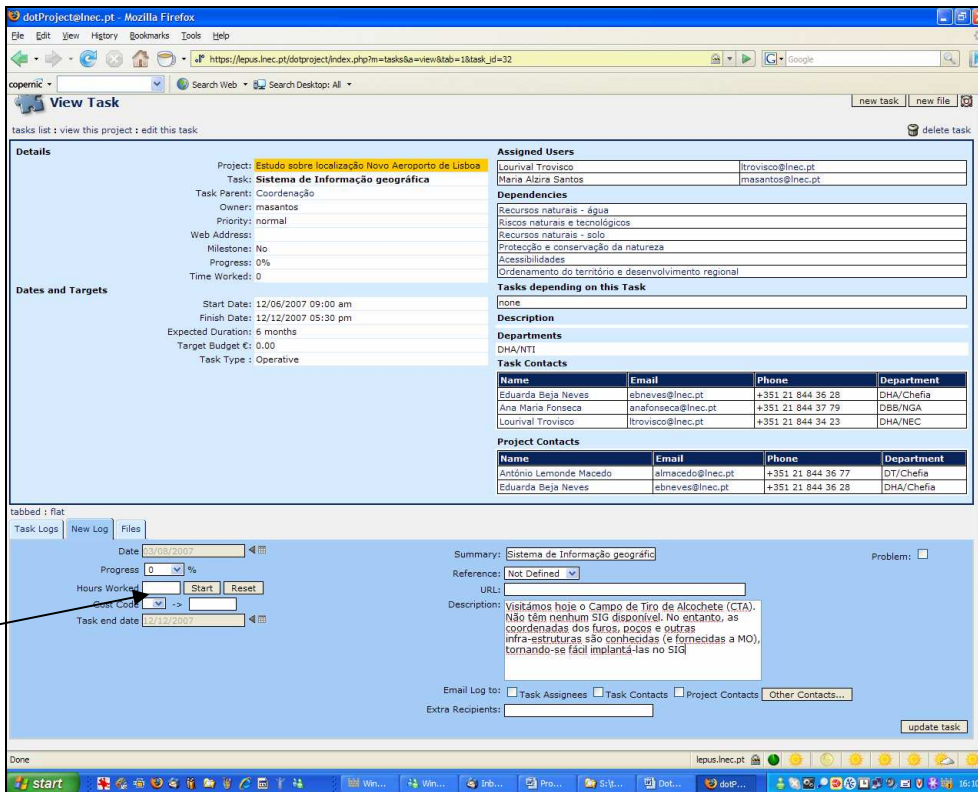 dotProject@lnec.pt - Mozilla Firefox
File Edit View History Bookmarks Tools Help
https://lepus.lnec.pt/dotproject/index.php?m=tasks&a=view&tab=1&task_id=32
Google
copernic Search Web Search Desktop: All
View Task
new task new file
tasks list : view this project : edit this task
delete task
Details
Project: Estudo sobre localização Novo Aeroporto de Lisboa
Task: Sistema de Informação geográfica
Task Parent: Coordenação
Owner: masantos
Priority: normal
Web Address:
Milestone: No
Progress: 0%
Time Worked: 0
Dates and Targets
Start Date: 12/06/2007 09:00 am
Finish Date: 12/12/2007 05:30 pm
Expected Duration: 6 months
Target Budget €: 0.00
Task Type : Operative
Assigned Users
Lourival Trovisco ltrovisco@lnec.pt
Maria Alzira Santos masantos@lnec.pt
Dependencies
Recursos naturais - água
Riscos naturais e tecnológicos
Recursos naturais - solo
Protecção e conservação da natureza
Acessibilidades
Ordenamento do território e desenvolvimento regional
Tasks depending on this Task
none
Description
Departments
DHA/NTI
Task Contacts
Name Email Phone Department
Eduarda Beja Neves ebneves@lnec.pt +351 21 844 36 28 DHA/Chefia
Ana Maria Fonseca anafonseca@lnec.pt +351 21 844 37 79 DBB/NGA
Lourival Trovisco ltrovisco@lnec.pt +351 21 844 34 23 DHA/NEC
Project Contacts
Name Email Phone Department
António Lemonde Macedo almacedo@lnec.pt +351 21 844 36 77 DT/Chefia
Eduarda Beja Neves ebneves@lnec.pt +351 21 844 36 28 DHA/Chefia
tabbed : flat
Task Logs New Log Files
Date 03/08/2007
Progress 0 %
Hours Worked Start Reset
Cost Code ->
Task end date 12/12/2007
Summary: Sistema de Informação geográfic
Reference: Not Defined
URL:
Description: Visitámos hoje o Campo de Tiro de Alcochete (CTA).
Não têm nenhum SIG disponível. No entanto, as
coordenadas dos furos, poços e outras
infra-estruturas são conhecidas (e fornecidas a MO),
tornando-se fácil implantá-las no SIG
Problem:
Email Log to: Task Assignees Task Contacts Project Contacts Other Contacts...
Extra Recipients:
update task
Done
lepus.lnec.pt
start Win... Win... Inb... Pro... S:\t... Dot... dotP... 16:10